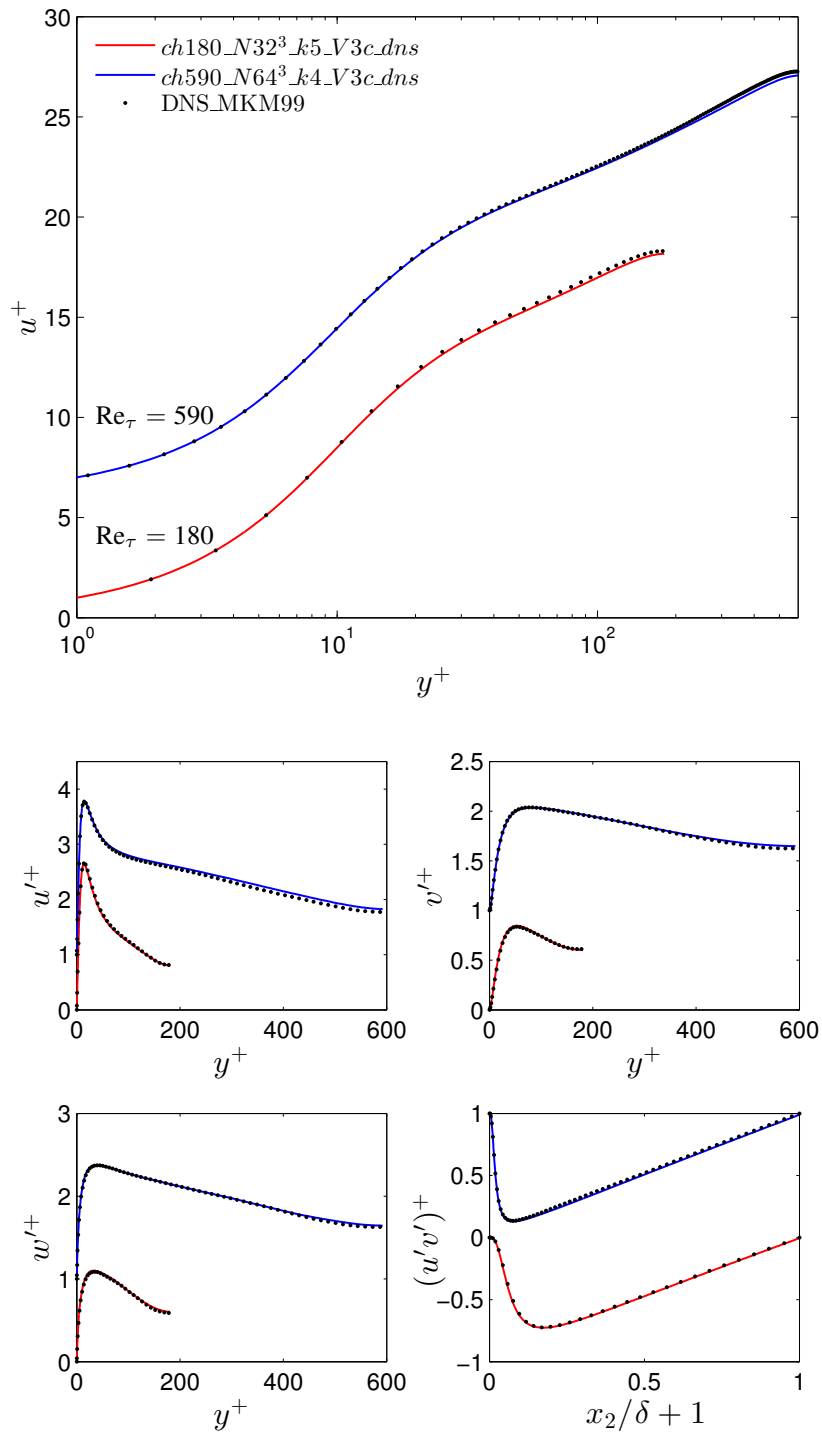 30
25
20
15
10
5
0
u⁺
ch180_N32³_k5_V3c_dns
ch590_N64³_k4_V3c_dns
DNS_MKM99
Re_τ = 590
Re_τ = 180
10⁰ 10¹ 10²
y⁺
4
3
2
1
0
u′⁺
0 200 400 600
y⁺
2.5
2
1.5
1
0.5
0
v′⁺
0 200 400 600
y⁺
3
2
1
0
w′⁺
0 200 400 600
y⁺
1
0.5
0
−0.5
−1
(u′v′)⁺
0 0.5 1
x₂/δ + 1